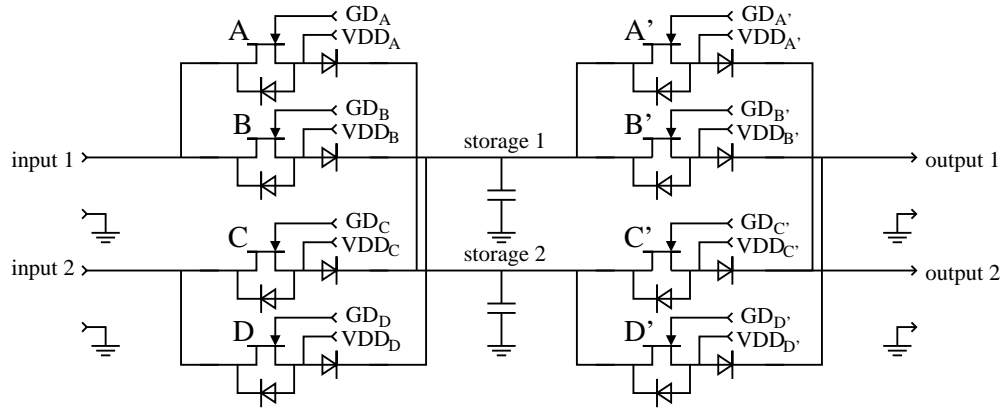 GD_A GD_A'
A VDD_A A' VDD_A'
GD_B GD_B'
B VDD_B storage 1 B' VDD_B'
input 1 output 1
GD_C GD_C'
C VDD_C storage 2 C' VDD_C'
input 2 output 2
GD_D GD_D'
D VDD_D D' VDD_D'